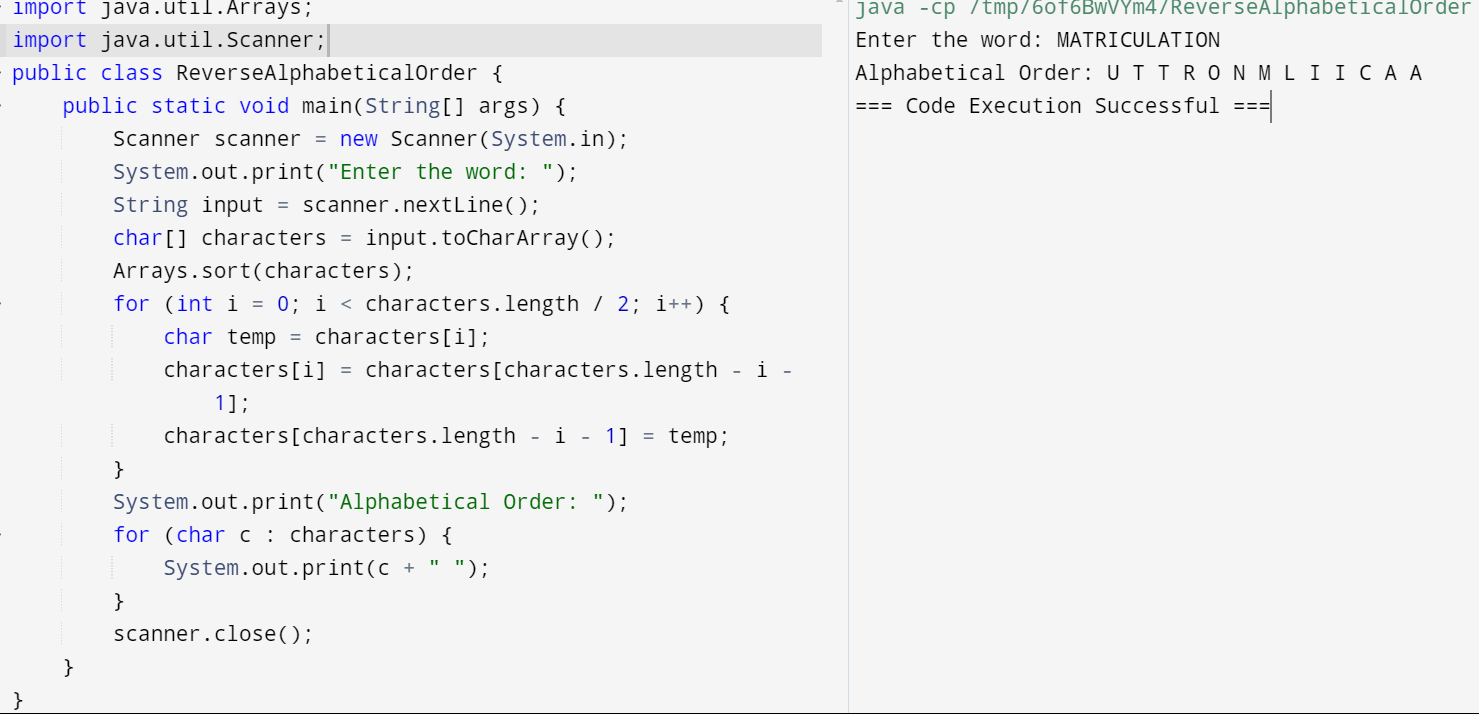 import java.util.Arrays;
import java.util.Scanner;
public class ReverseAlphabeticalOrder {
    public static void main(String[] args) {
        Scanner scanner = new Scanner(System.in);
        System.out.print("Enter the word: ");
        String input = scanner.nextLine();
        char[] characters = input.toCharArray();
        Arrays.sort(characters);
        for (int i = 0; i < characters.length / 2; i++) {
            char temp = characters[i];
            characters[i] = characters[characters.length - i -
                1];
            characters[characters.length - i - 1] = temp;
        }
        System.out.print("Alphabetical Order: ");
        for (char c : characters) {
            System.out.print(c + " ");
        }
        scanner.close();
    }
}
java -cp /tmp/6of6BwVYm4/ReverseAlphabeticalOrder
Enter the word: MATRICULATION
Alphabetical Order: U T T R O N M L I I C A A
=== Code Execution Successful ===